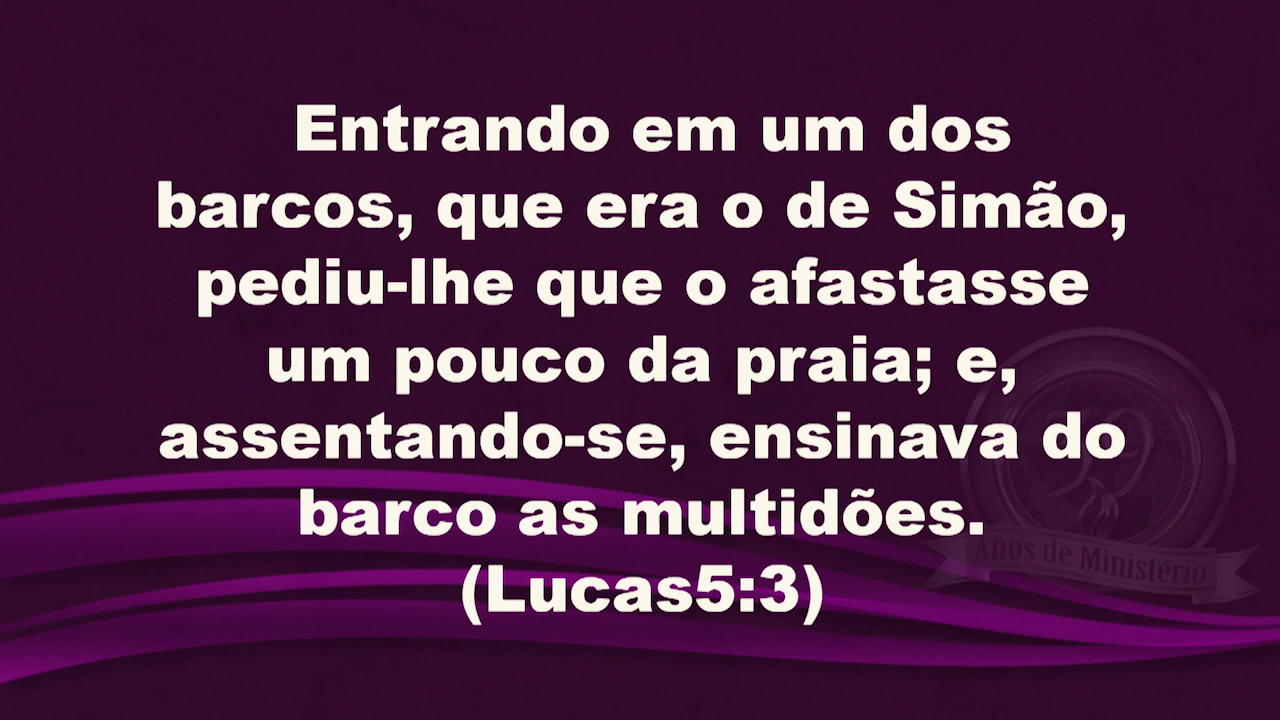 Entrando em um dos
barcos, que era o de Simão,
pediu-lhe que o afastasse
um pouco da praia; e,
assentando-se, ensinava do
barco as multidões.
(Lucas5:3)
Anos de Ministério